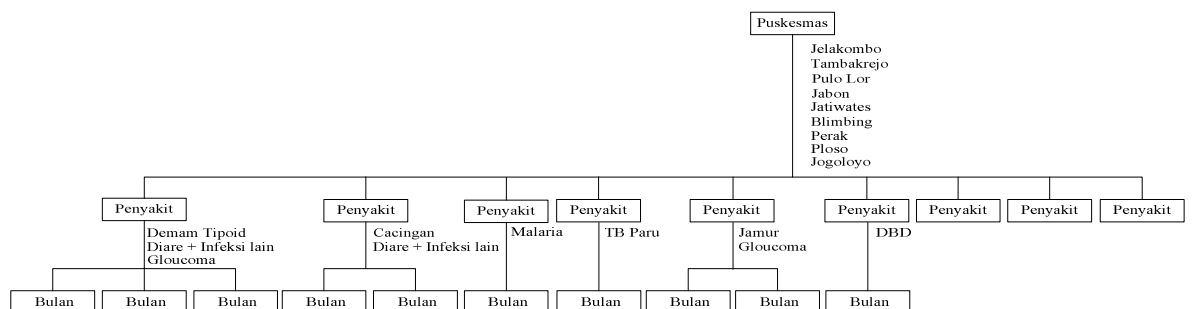 Puskesmas
Jelakombo
Tambakrejo
Pulo Lor
Jabon
Jatiwates
Blimbing
Perak
Ploso
Jogoloyo
Penyakit
Penyakit
Penyakit
Penyakit
Penyakit
Penyakit
Penyakit
Penyakit
Penyakit
Demam Tipoid
Diare + Infeksi lain
Gloucoma
Cacingan
Diare + Infeksi lain
Malaria
TB Paru
Jamur
Gloucoma
DBD
Bulan
Bulan
Bulan
Bulan
Bulan
Bulan
Bulan
Bulan
Bulan
Bulan